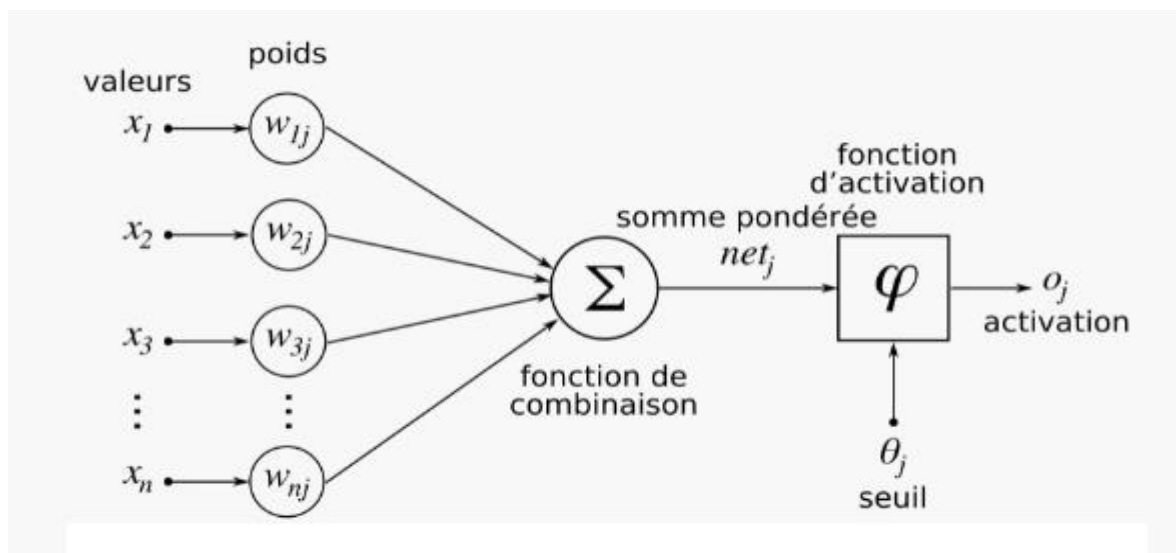 poids
valeurs
x₁
w₁ⱼ
x₂
w₂ⱼ
x₃
w₃ⱼ
⋮
⋮
xₙ
wₙⱼ
Σ
fonction de
combinaison
somme pondérée
netⱼ
fonction
d'activation
φ
oⱼ
activation
θⱼ
seuil